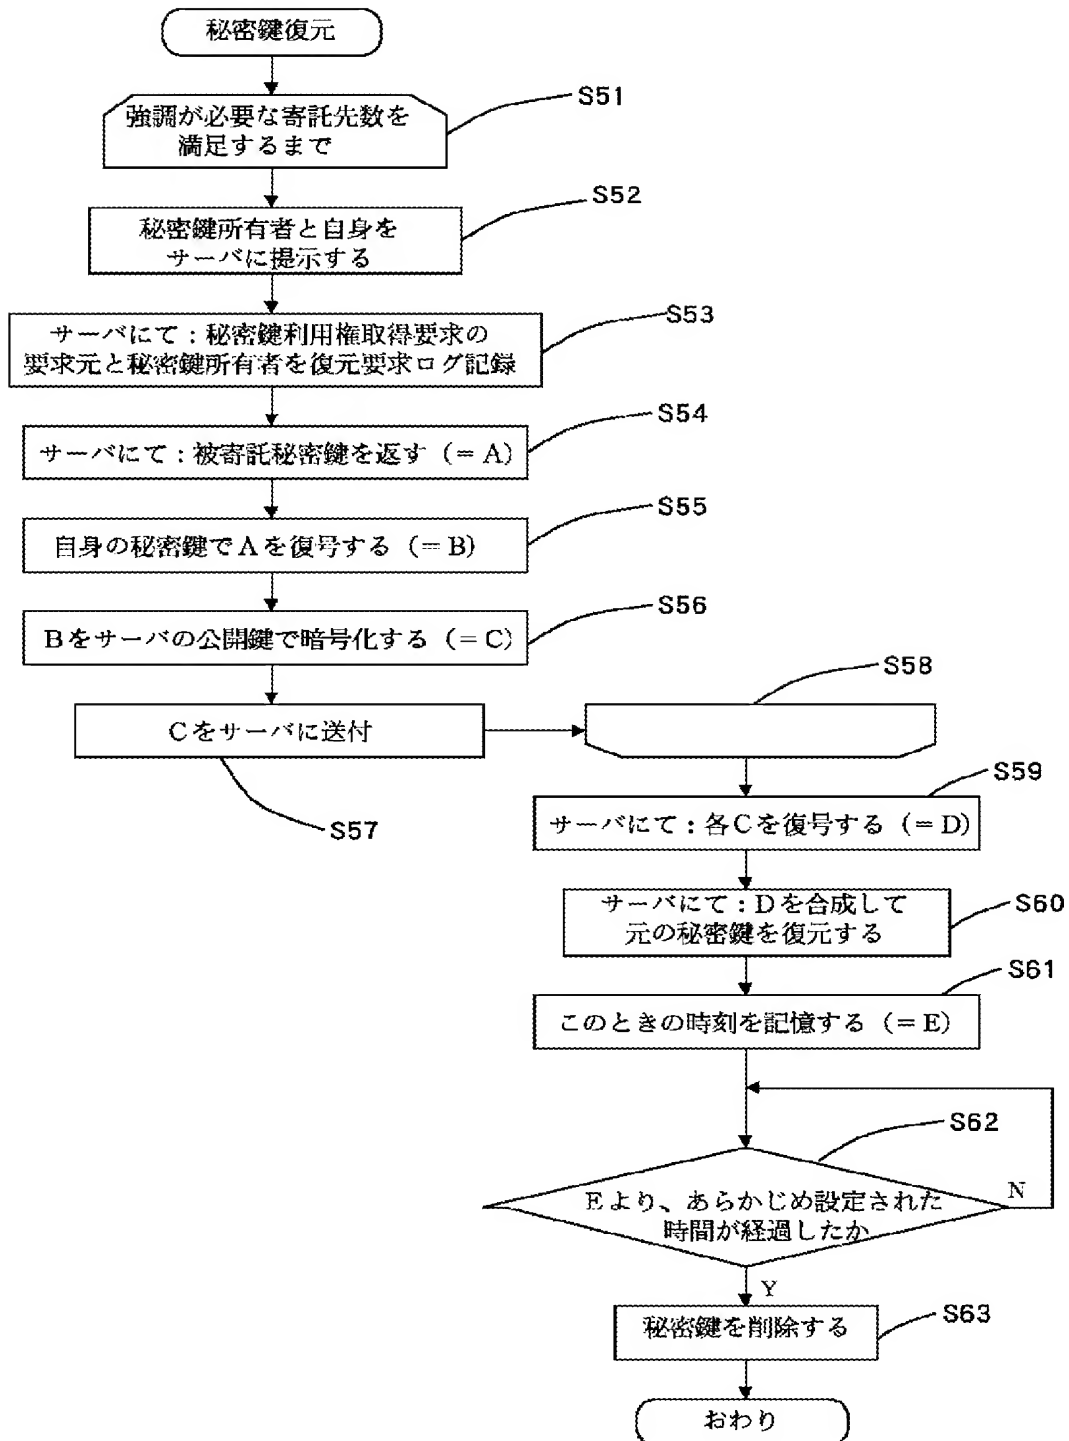 秘密鍵復元
強調が必要な寄託先数を
満足するまで
S51
秘密鍵所有者と自身を
サーバに提示する
S52
サーバにて：秘密鍵利用権取得要求の
要求元と秘密鍵所有者を復元要求ログ記録
S53
サーバにて：被寄託秘密鍵を返す（＝A）
S54
自身の秘密鍵でAを復号する（＝B）
S55
Bをサーバの公開鍵で暗号化する（＝C）
S56
Cをサーバに送付
S57
S58
サーバにて：各Cを復号する（＝D）
S59
サーバにて：Dを合成して
元の秘密鍵を復元する
S60
このときの時刻を記憶する（＝E）
S61
Eより、あらかじめ設定された
時間が経過したか
S62
N
Y
秘密鍵を削除する
S63
おわり